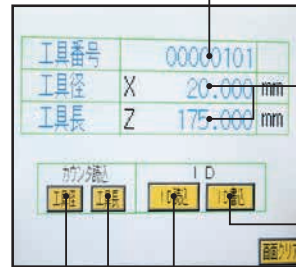 工具番号 00000101
工具径 X 20.000 mm
工具長 Z 175.000 mm
カウンタ読込 ID
工具径 工具長 ID読込 ID書込
画面クリア